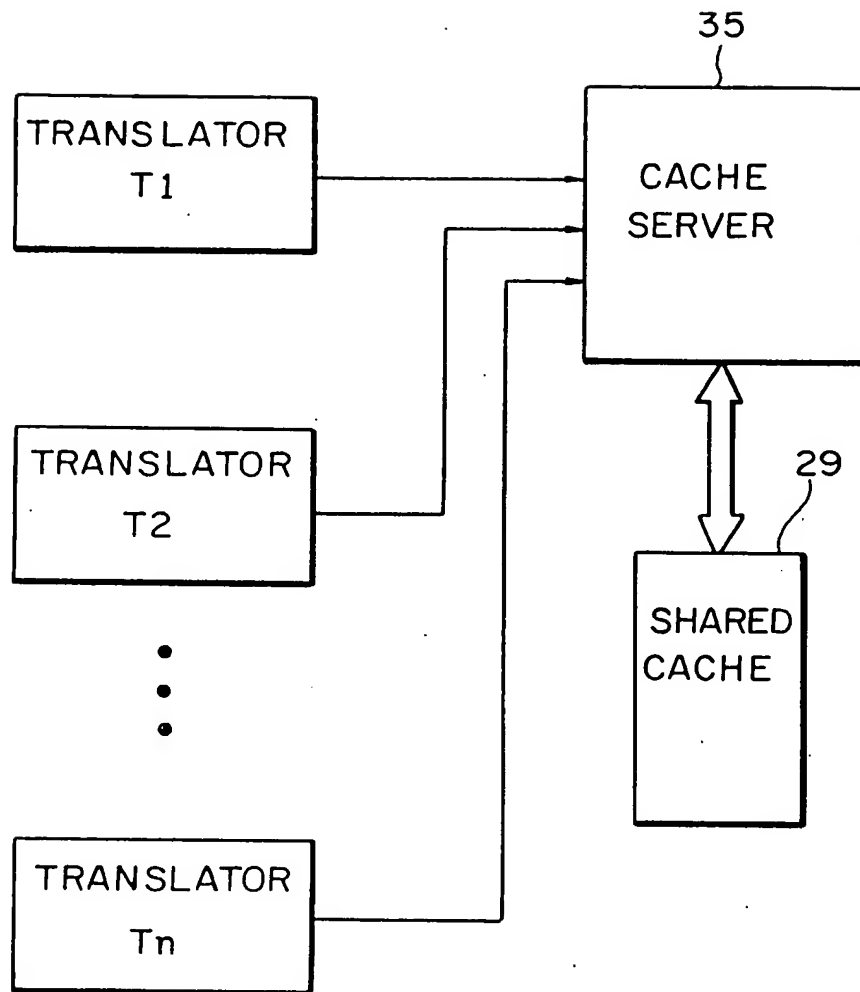 35
TRANSLATOR
T1
CACHE
SERVER
TRANSLATOR
T2
29
SHARED
CACHE
TRANSLATOR
Tn